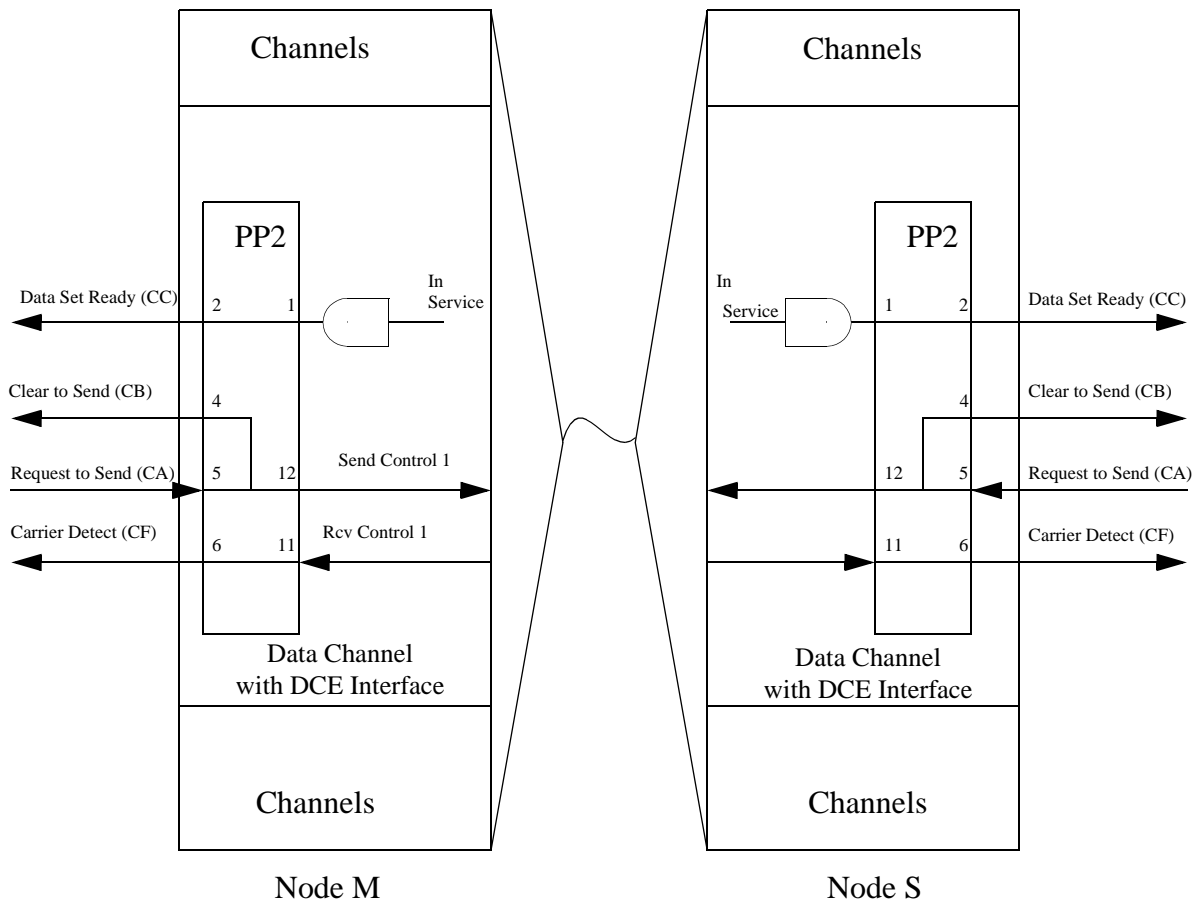 Channels
Channels
PP2
PP2
In
Service
In
Service
Data Set Ready (CC)
2
1
1
2
Data Set Ready (CC)
Clear to Send (CB)
4
4
Clear to Send (CB)
Request to Send (CA)
5
12
Send Control 1
12
5
Request to Send (CA)
Carrier Detect (CF)
6
11
Rcv Control 1
11
6
Carrier Detect (CF)
Data Channel
with DCE Interface
Data Channel
with DCE Interface
Channels
Channels
Node M
Node S